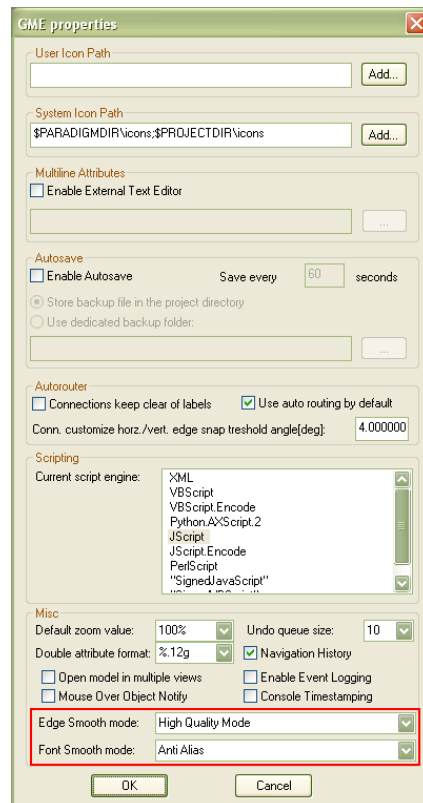 GME properties
User Icon Path
Add...
System Icon Path
$PARADIGMDIR\icons;$PROJECTDIR\icons
Add...
Multiline Attributes
Enable External Text Editor
...
Autosave
Enable Autosave Save every 60 seconds
Store backup file in the project directory
Use dedicated backup folder:
...
Autorouter
Connections keep clear of labels Use auto routing by default
Conn. customize horz./vert. edge snap treshold angle[deg]: 4.000000
Scripting
Current script engine: XML
VBScript
VBScript.Encode
Python.AXScript.2
JScript
JScript.Encode
PerlScript
"SignedJavaScript"
Misc
Default zoom value: 100% Undo queue size: 10
Double attribute format: %.12g Navigation History
Open model in multiple views Enable Event Logging
Mouse Over Object Notify Console Timestamping
Edge Smooth mode: High Quality Mode
Font Smooth mode: Anti Alias
OK Cancel